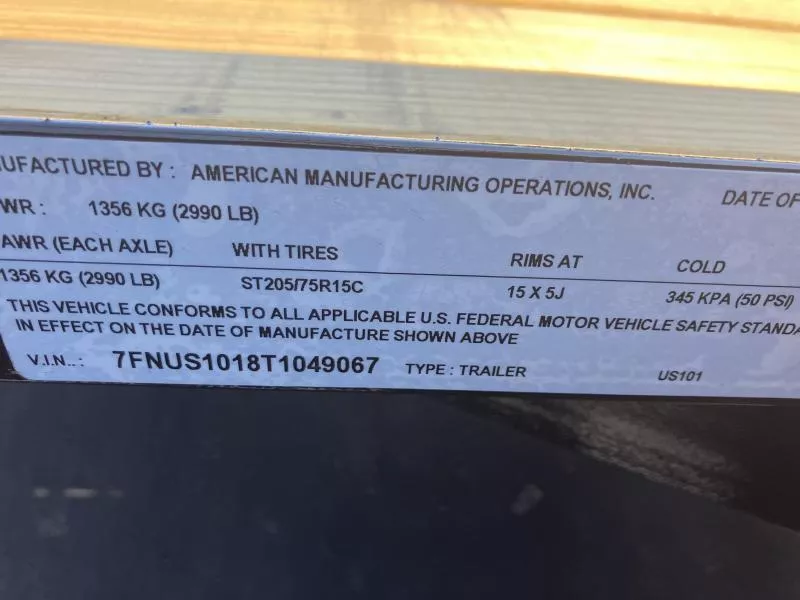 UFACTURED BY : AMERICAN MANUFACTURING OPERATIONS, INC. DATE OF
WR : 1356 KG (2990 LB)
AWR (EACH AXLE) WITH TIRES RIMS AT COLD
1356 KG (2990 LB) ST205/75R15C 15 X 5J 345 KPA (50 PSI)
THIS VEHICLE CONFORMS TO ALL APPLICABLE U.S. FEDERAL MOTOR VEHICLE SAFETY STANDA
IN EFFECT ON THE DATE OF MANUFACTURE SHOWN ABOVE
V.I.N.. : 7FNUS1018T1049067 TYPE : TRAILER US101